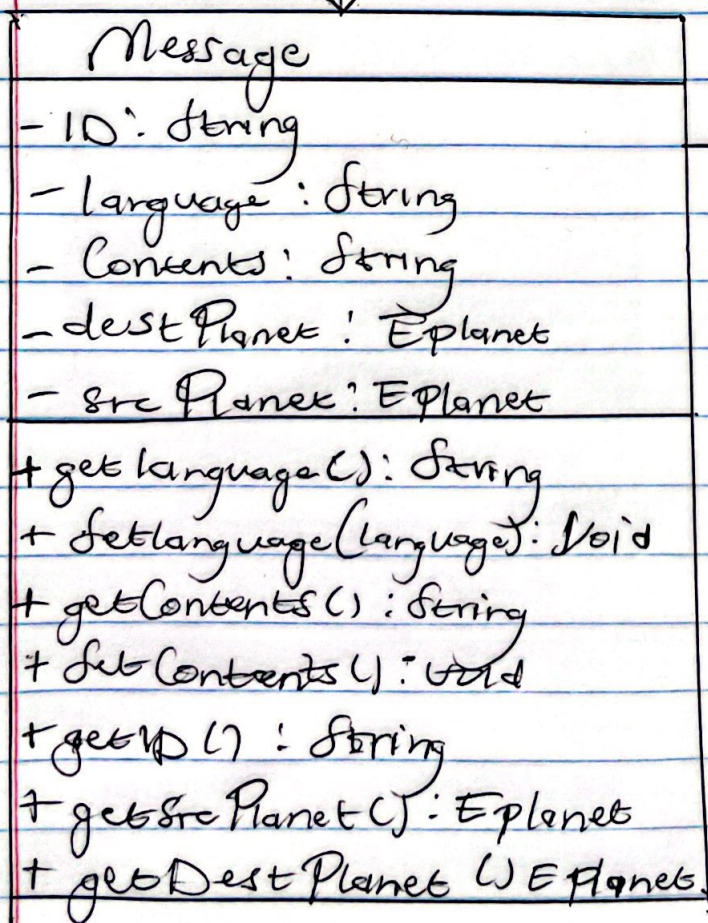 Message
- ID: String
- language: String
- Contents: String
- destPlanet: Eplanet
- srcPlanet: EPlanet
+ getlanguage(): String
+ Setlanguage(language): Void
+ getContents(): String
+ SetContents(): void
+ getID(): String
+ getSrcPlanet(): Eplanet
+ getDestPlanet () EPlanet